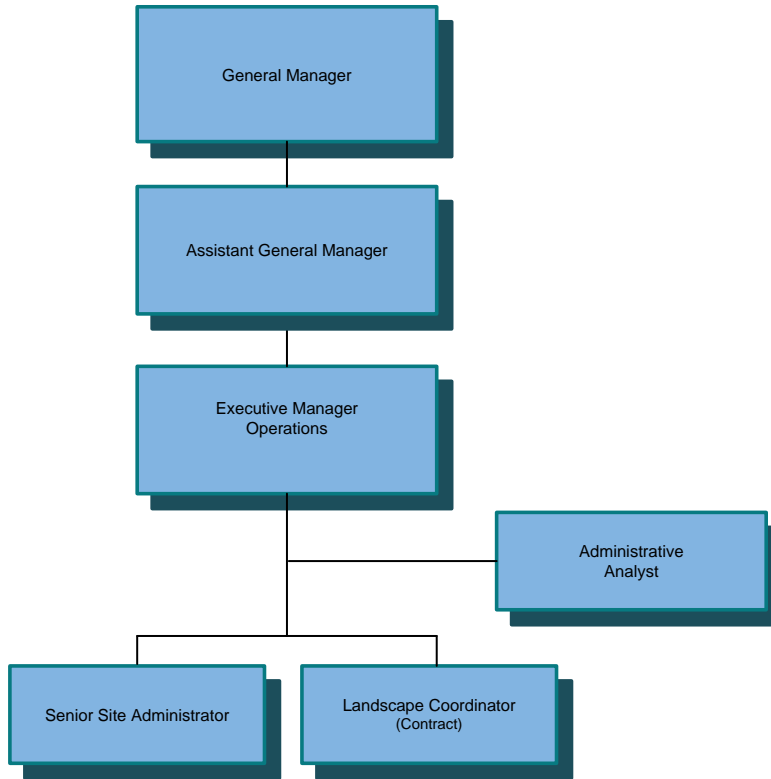 General Manager
Assistant General Manager
Executive Manager
Operations
Administrative
Analyst
Senior Site Administrator
Landscape Coordinator
(Contract)